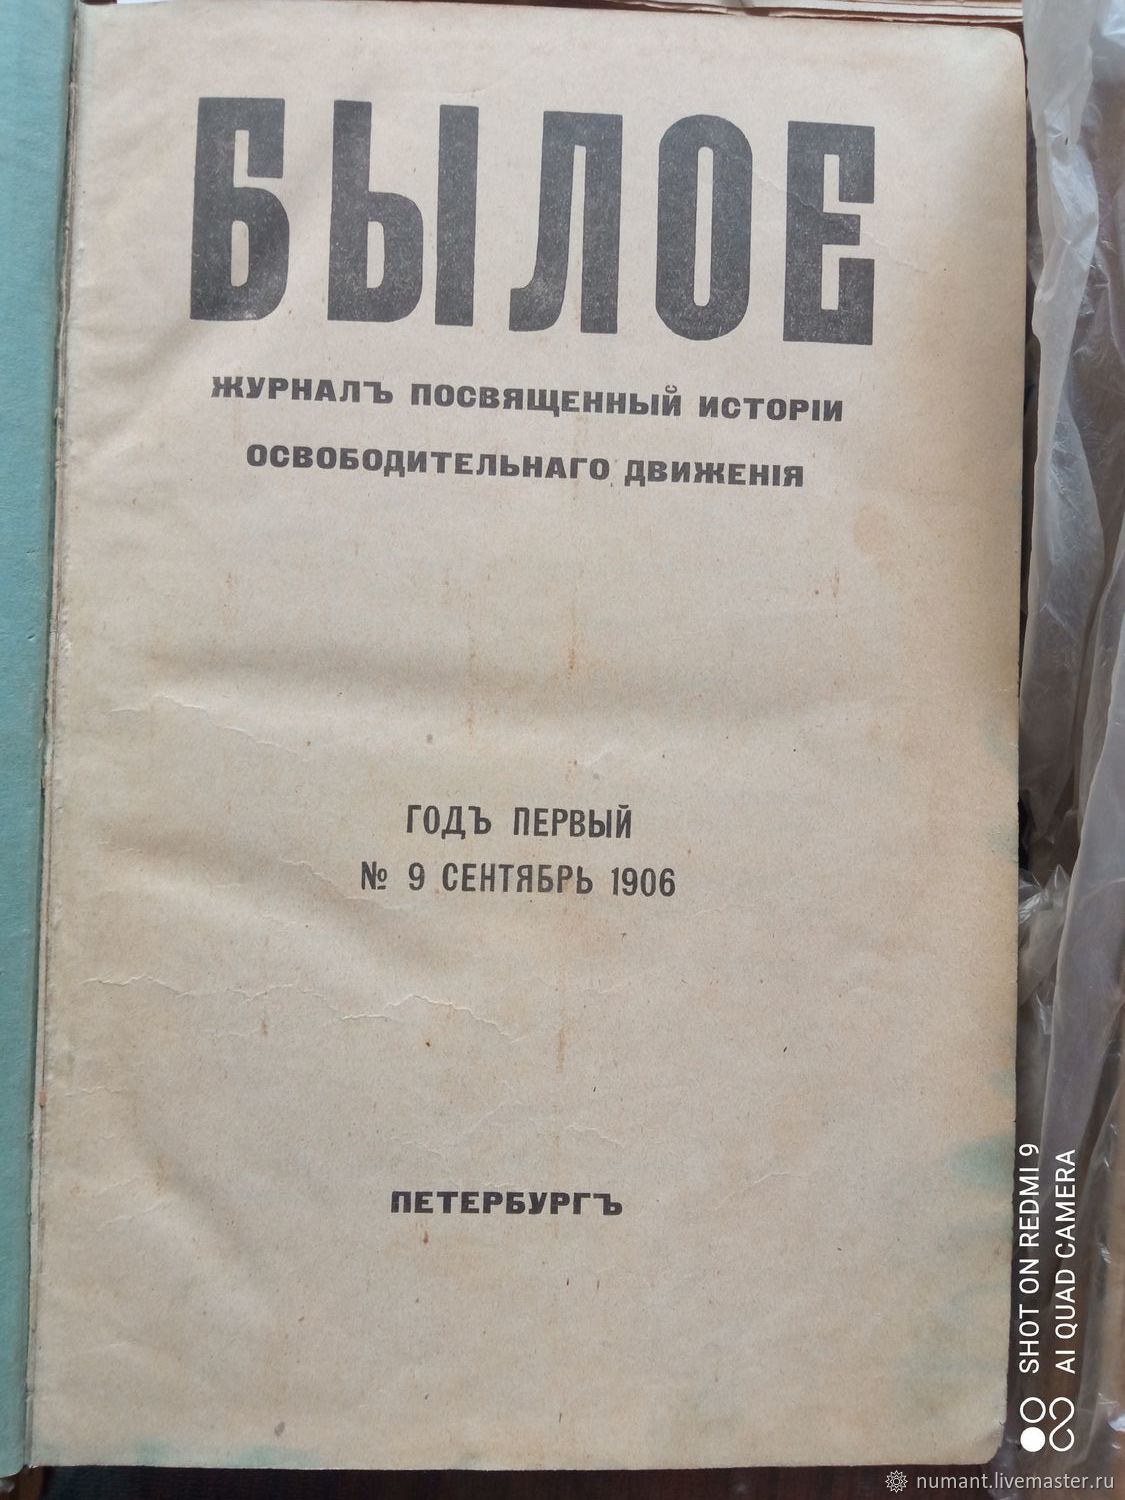 БЫЛОЕ
ЖУРНАЛЪ ПОСВЯЩЕННЫЙ ИСТОРІИ
ОСВОБОДИТЕЛЬНАГО ДВИЖЕНІЯ
ГОДЪ ПЕРВЫЙ
№ 9 СЕНТЯБРЬ 1906
ПЕТЕРБУРГЪ
SHOT ON REDMI 9
AI QUAD CAMERA
numant.livemaster.ru